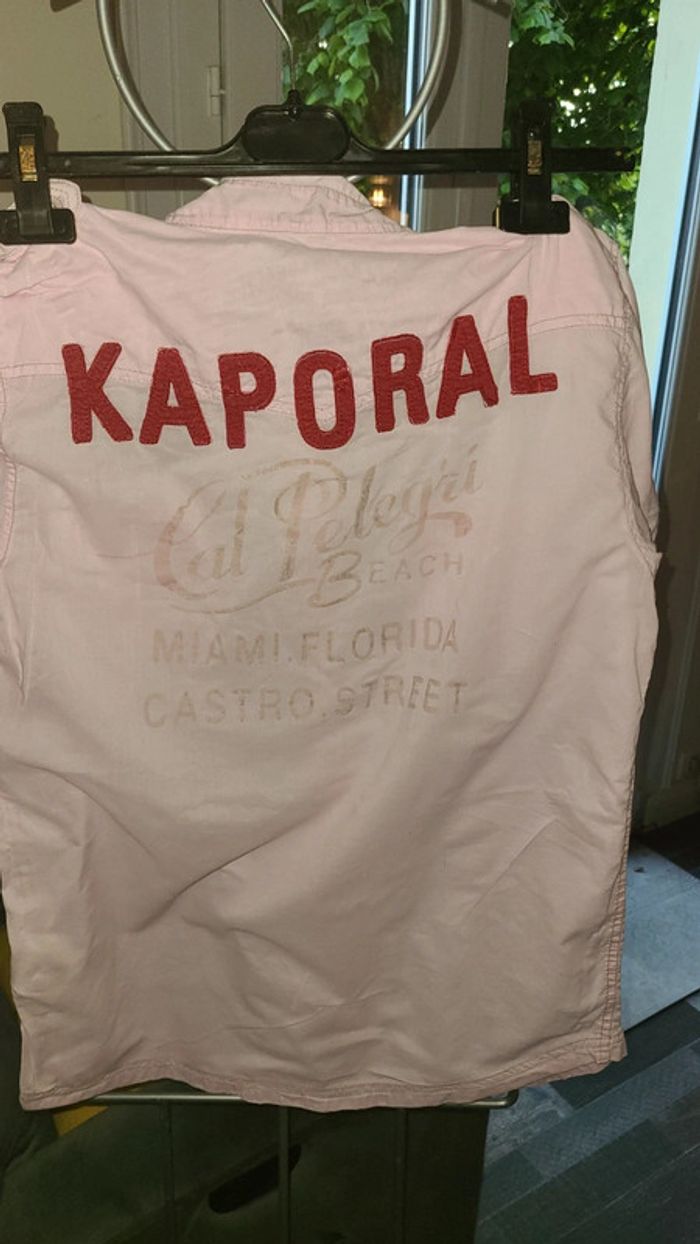 KAPORAL
Cal Pelegri
BEACH
MIAMI.FLORIDA
CASTRO.STREET